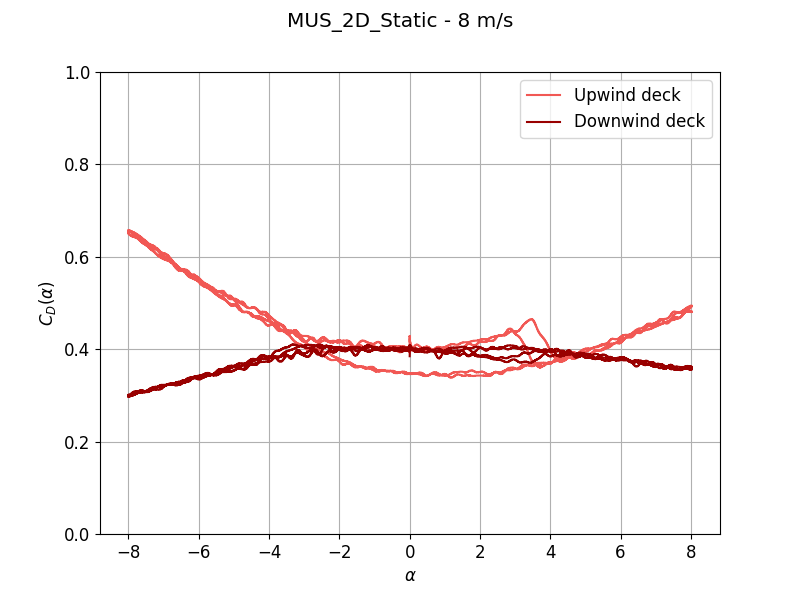 MUS_2D_Static - 8 m/s
1.0
0.8
0.6
0.4
0.2
0.0
C_D(α)
Upwind deck
Downwind deck
−8 −6 −4 −2 0 2 4 6 8
α